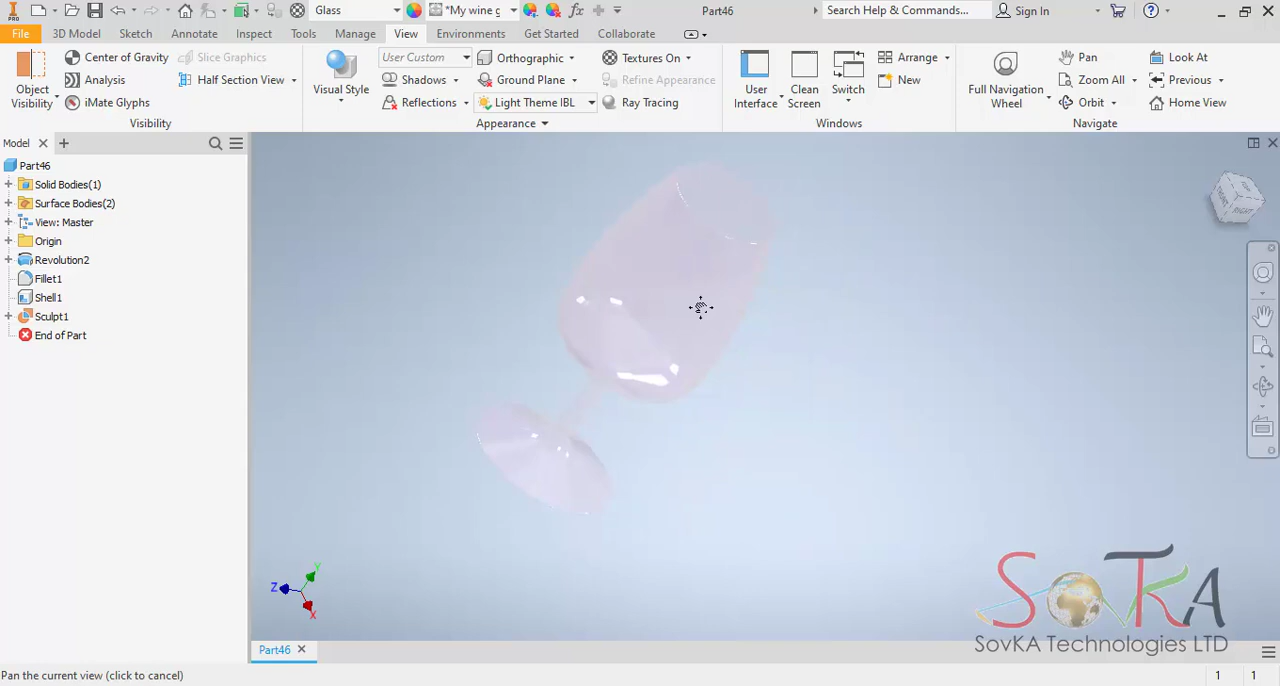 Glass
*My wine g
Part46
Search Help & Commands...
Sign In
File
3D Model
Sketch
Annotate
Inspect
Tools
Manage
View
Environments
Get Started
Collaborate
Object Visibility
Center of Gravity
Analysis
iMate Glyphs
Slice Graphics
Half Section View
Visibility
Visual Style
User Custom
Shadows
Reflections
Orthographic
Ground Plane
Light Theme IBL
Textures On
Refine Appearance
Ray Tracing
Appearance
User Interface
Clean Screen
Switch
Arrange
New
Windows
Full Navigation Wheel
Pan
Zoom All
Orbit
Look At
Previous
Home View
Navigate
Model
Part46
Solid Bodies(1)
Surface Bodies(2)
View: Master
Origin
Revolution2
Fillet1
Shell1
Sculpt1
End of Part
FRONT
RIGHT
Z
Y
X
SOTKA
SovKA Technologies LTD
Part46
Pan the current view (click to cancel)
1
1